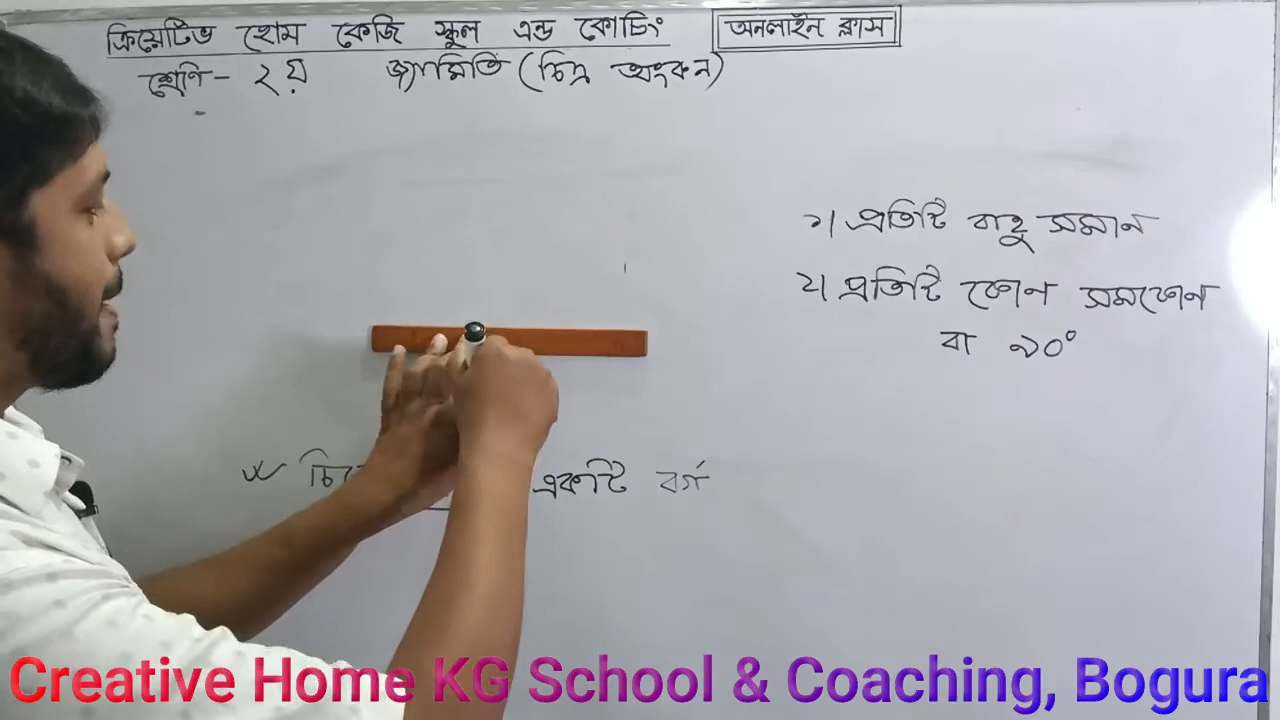 ক্রিয়েটিভ হোম কেজি স্কুল এন্ড কোচিং
অনলাইন ক্লাস
শ্রেণি - ২য় জ্যামিতি (চিত্র অংকন)
১। প্রতিটি বাহু সমান
২। প্রতিটি কোন সমকোন
বা ৯০°
একটি বর্গ
Creative Home KG School & Coaching, Bogura